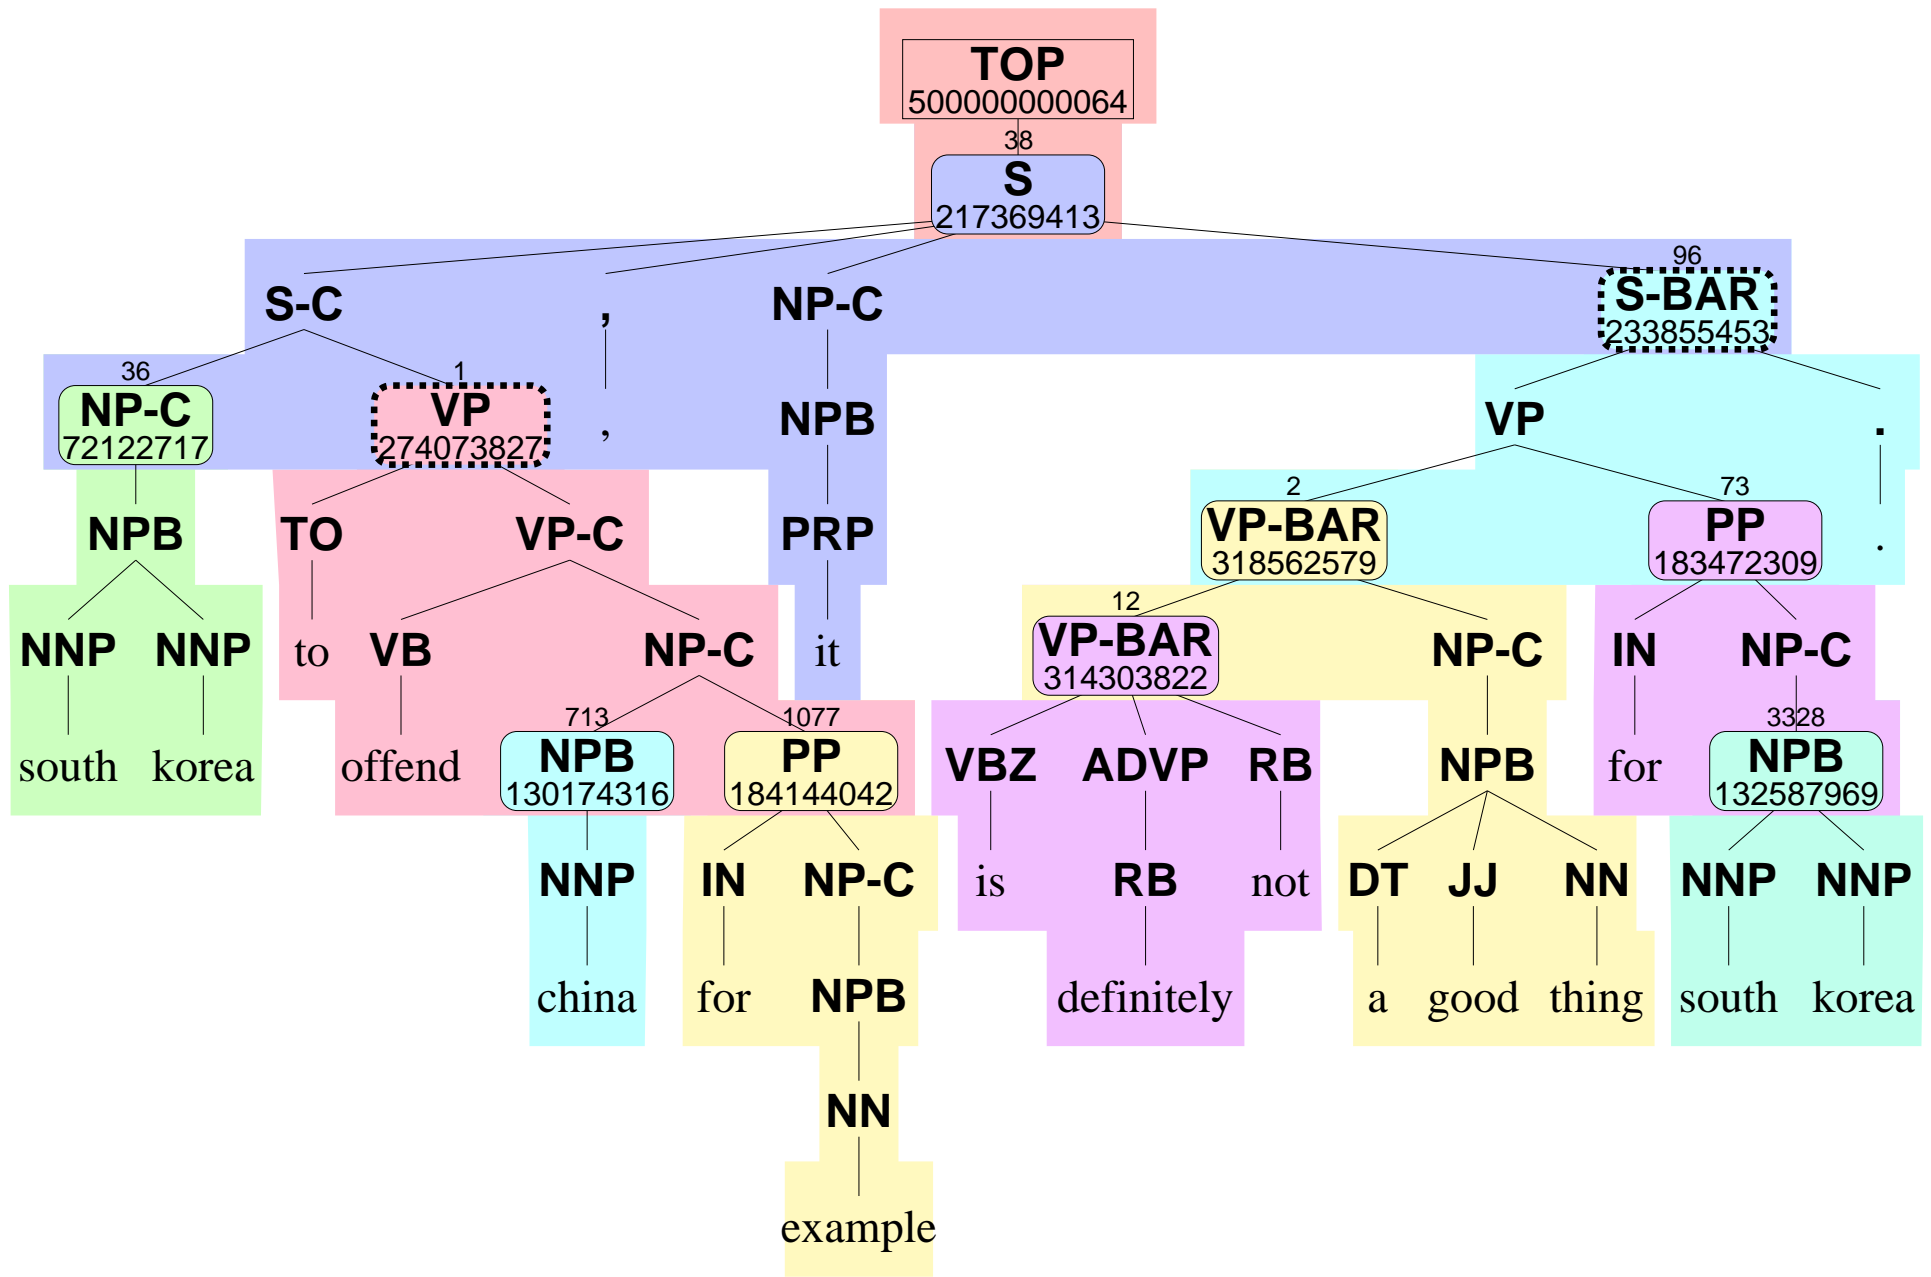 TOP
500000000064
38
S
217369413
96
S-C , NP-C S-BAR
233855453
36 1
NP-C VP , NPB VP .
72122717 274073827
2 73
NPB TO VP-C PRP VP-BAR PP .
318562579 183472309
12
NNP NNP to VB NP-C it VP-BAR NP-C IN NP-C
314303822
713 1077 3328
south korea offend NPB PP VBZ ADVP RB NPB for NPB
130174316 184144042 132587969
NNP IN NP-C is RB not DT JJ NN NNP NNP
china for NPB definitely a good thing south korea
NN
example